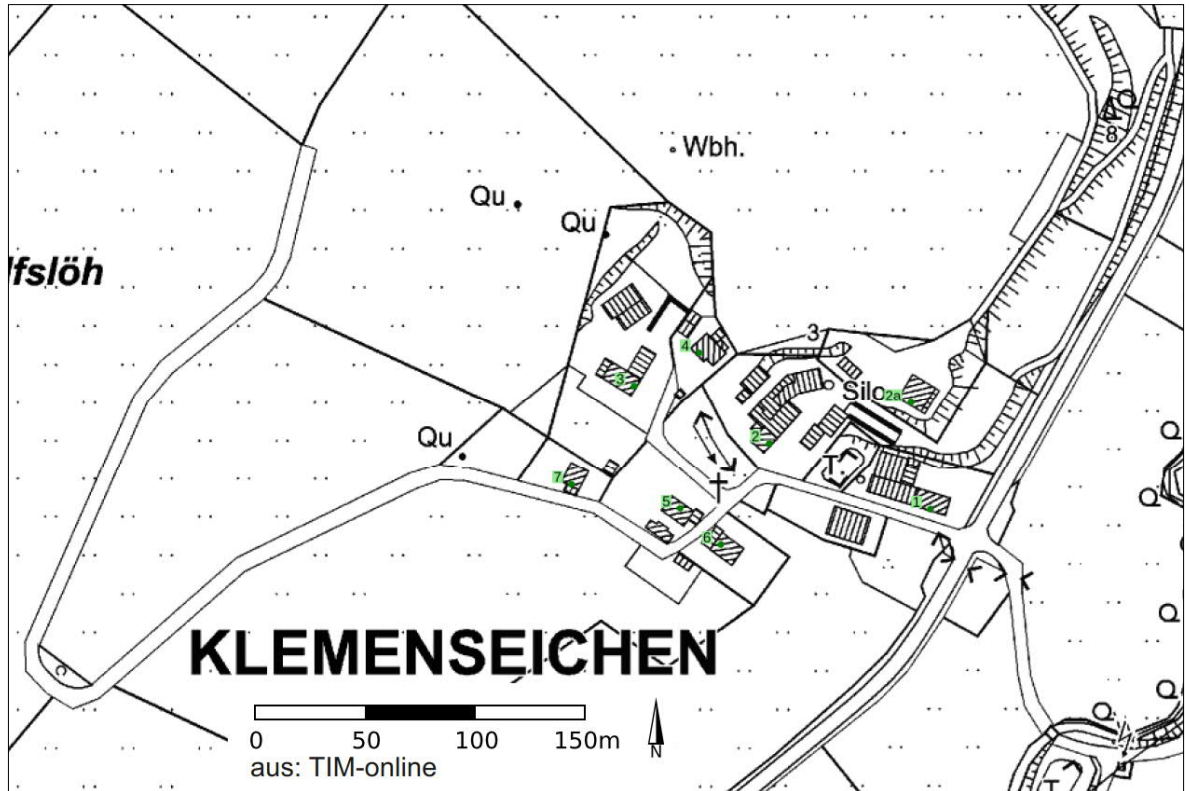 Q
8
Wbh.
Qu
Qu
lfslöh
3
4
3
Silo
2a
2
Qu
T
Q
7
1
5
Q
6
Q
KLEMENSEICHEN
Q
Q
0 50 100 150m
N
aus: TIM-online
T